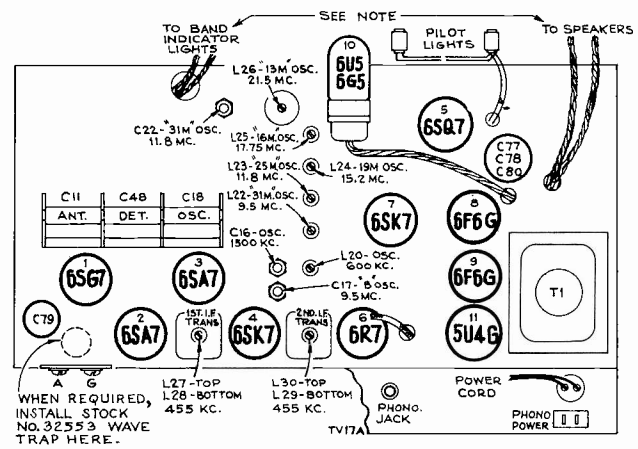 SEE NOTE
TO BAND
INDICATOR
LIGHTS
PILOT
LIGHTS
TO SPEAKERS
10
6U5
6G5
L26-"13M" OSC.
21.5 MC.
C22-"31M" OSC.
11.8 MC.
L25-"16M" OSC.
17.75 MC.
L23-"25M" OSC.
11.8 MC.
L24-19M OSC.
15.2 MC.
L22-"31M" OSC.
9.5 MC.
5
6SQ7
C77
C78
C80
C11
C48
C18
ANT.
DET.
OSC.
C16-OSC.
1500 KC.
7
6SK7
8
6F6G
1
6SG7
3
6SA7
L20-OSC.
600 KC.
C17-"B" OSC.
9.5 MC.
9
6F6G
T1
C79
2
6SA7
1ST. I.F.
TRANS
4
6SK7
2ND. I.F.
TRANS
6
6R7
11
5U4G
A
G
L27-TOP
L28-BOTTOM
455 KC.
L30-TOP
L29-BOTTOM
455 KC.
WHEN REQUIRED,
INSTALL STOCK
NO. 32553 WAVE
TRAP HERE.
PHONO.
JACK
POWER
CORD
PHONO
POWER
TV17A